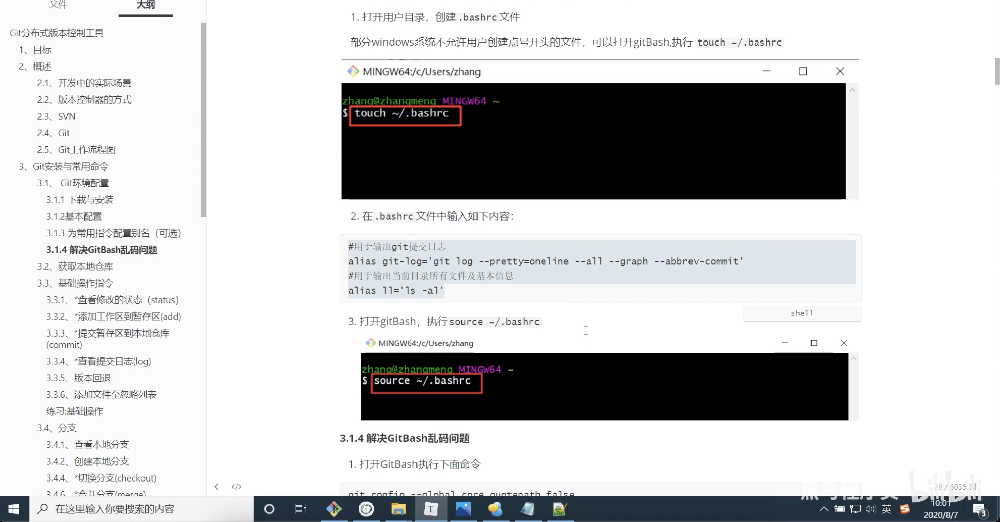 文件
大纲
Git分布式版本控制工具
1、目标
2、概述
2.1、开发中的实际场景
2.2、版本控制器的方式
2.3、SVN
2.4、Git
2.5、Git工作流程图
3、Git安装与常用命令
3.1、 Git环境配置
3.1.1 下载与安装
3.1.2基本配置
3.1.3 为常用指令配置别名（可选）
3.1.4 解决GitBash乱码问题
3.2、获取本地仓库
3.3、基础操作指令
3.3.1、*查看修改的状态（status）
3.3.2、*添加工作区到暂存区(add)
3.3.3、*提交暂存区到本地仓库
(commit)
3.3.4、*查看提交日志(log)
3.3.5、版本回退
3.3.6、添加文件至忽略列表
练习:基础操作
3.4、分支
3.4.1、查看本地分支
3.4.2、创建本地分支
3.4.4、*切换分支(checkout)
3.4.6、*合并分支(merge)
1. 打开用户目录，创建.bashrc文件
部分windows系统不允许用户创建点号开头的文件，可以打开gitBash,执行 touch ~/.bashrc
MINGW64:/c/Users/zhang
zhang@zhangmeng MINGW64 ~
$ touch ~/.bashrc
2. 在.bashrc文件中输入如下内容：
#用于输出git提交日志
alias git-log='git log --pretty=oneline --all --graph --abbrev-commit'
#用于输出当前目录所有文件及基本信息
alias ll='ls -al'
shell
3. 打开gitBash，执行source ~/.bashrc
MINGW64:/c/Users/zhang
zhang@zhangmeng MINGW64 ~
$ source ~/.bashrc
3.1.4 解决GitBash乱码问题
1. 打开GitBash执行下面命令
git config --global core.quotepath false
39 / 6035 词
bilibili
在这里输入你要搜索的内容
英
10:01
2020/8/7
3